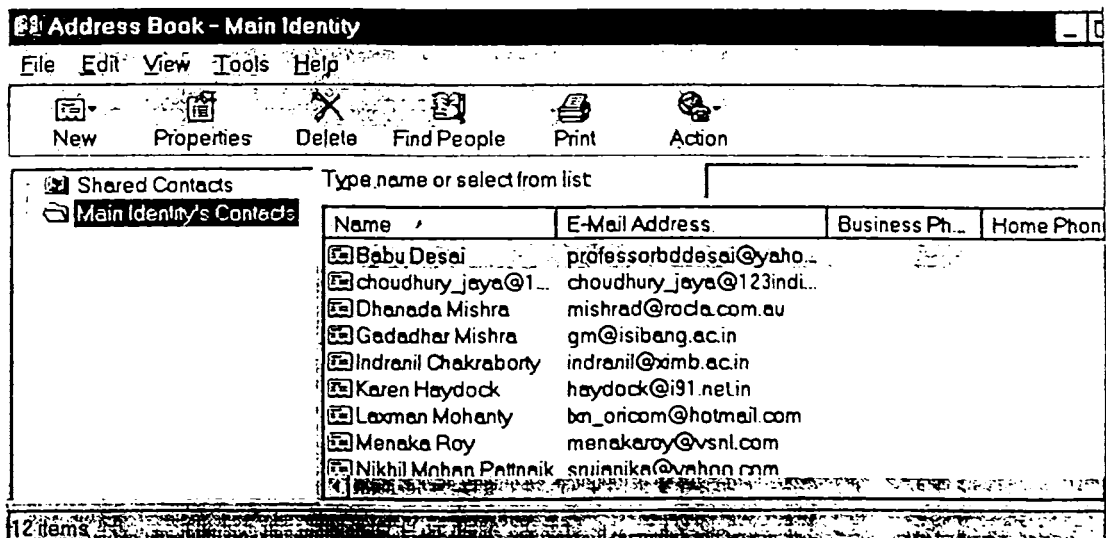 Address Book - Main Identity
File Edit View Tools Help
New Properties Delete Find People Print Action
Shared Contacts
Main Identity's Contacts
Type name or select from list:
Name E-Mail Address Business Ph... Home Phon
Babu Desai professorbddesai@yaho...
choudhury_jaya@1... choudhury_jaya@123indi...
Dhanada Mishra mishrad@rocla.com.au
Gadadhar Mishra gm@isibang.ac.in
Indranil Chakraborty indranil@ximb.ac.in
Karen Haydock haydock@i91.net.in
Laxman Mohanty lxn_oricom@hotmail.com
Menaka Roy menakaroy@vsnl.com
Nikhil Mohan Pattnaik srujanika@yahoo.com
12 items